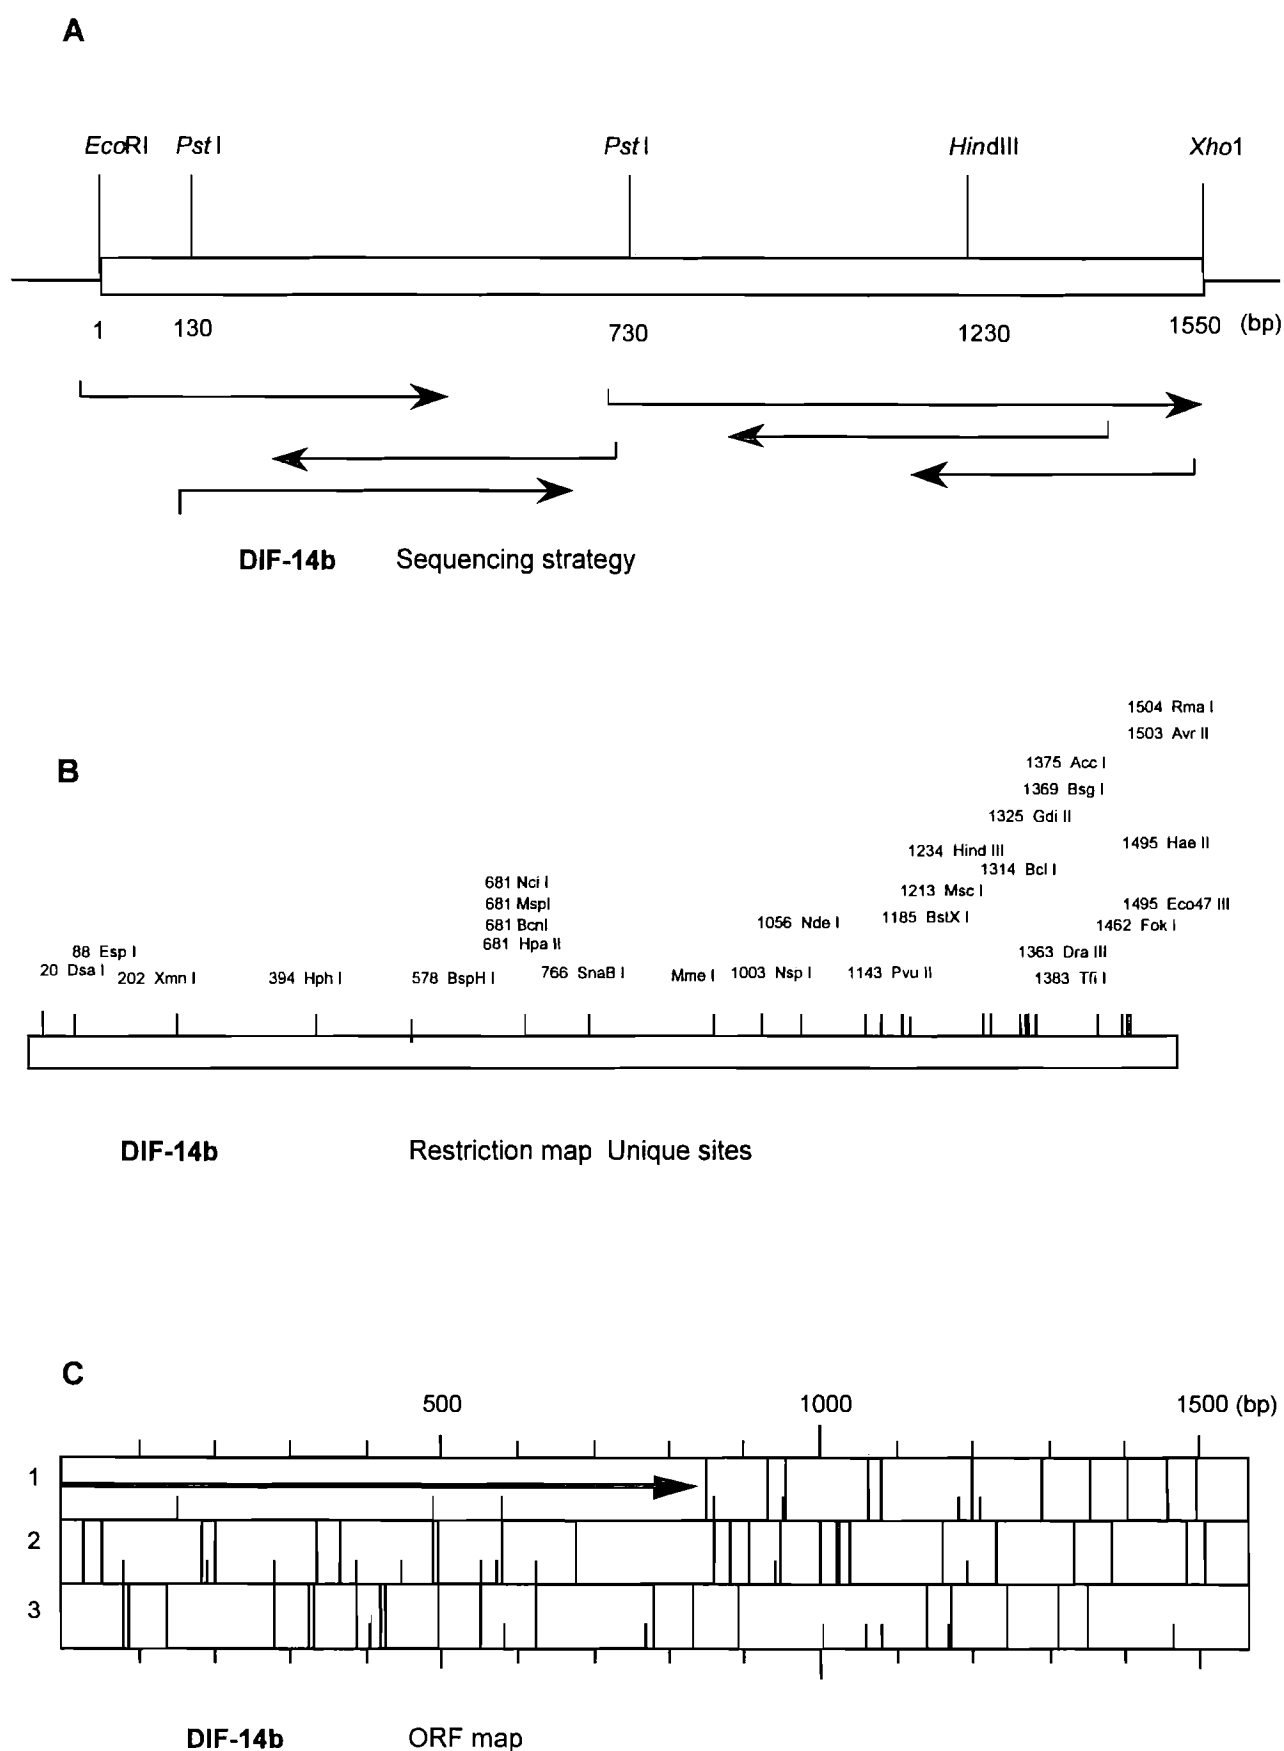 A
EcoRI Pst I Pst I HindIII Xho1
1 130 730 1230 1550 (bp)
DIF-14b Sequencing strategy
B
1504 Rma I
1503 Avr II
1375 Acc I
1369 Bsg I
1325 Gdi II
1495 Hae II
1234 Hind III
1314 Bcl I
681 Nci I
1213 Msc I
681 MspI
1495 Eco47 III
1185 BstX I
681 BcnI
1056 Nde I
1462 Fok I
681 Hpa II
88 Esp I
1363 Dra III
20 Dsa I
202 Xmn I
394 Hph I
578 BspH I
766 SnaB I
Mme I
1003 Nsp I
1143 Pvu II
1383 Tfi I
DIF-14b Restriction map Unique sites
C
500 1000 1500 (bp)
1
2
3
DIF-14b ORF map